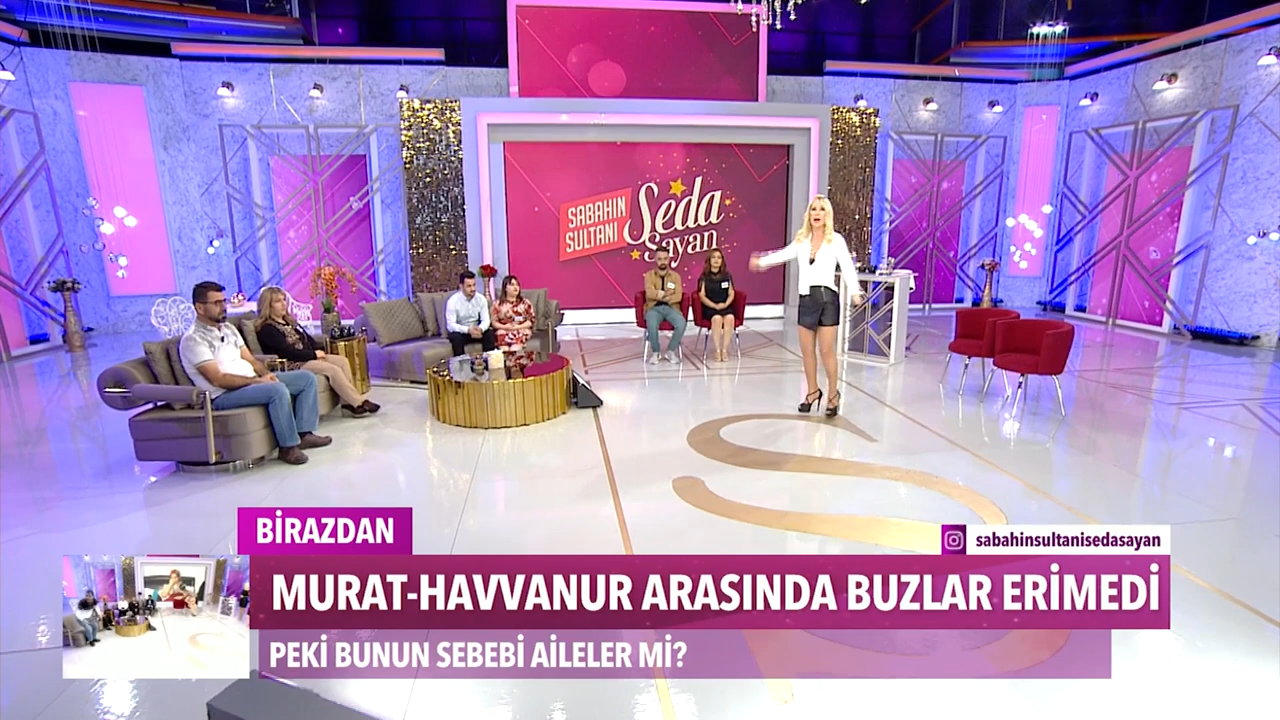 SABAHIN
SULTANI
Seda
Sayan
BİRAZDAN
sabahinsultanisedasayan
MURAT-HAVVANUR ARASINDA BUZLAR ERİMEDİ
PEKİ BUNUN SEBEBİ AİLELER Mİ?